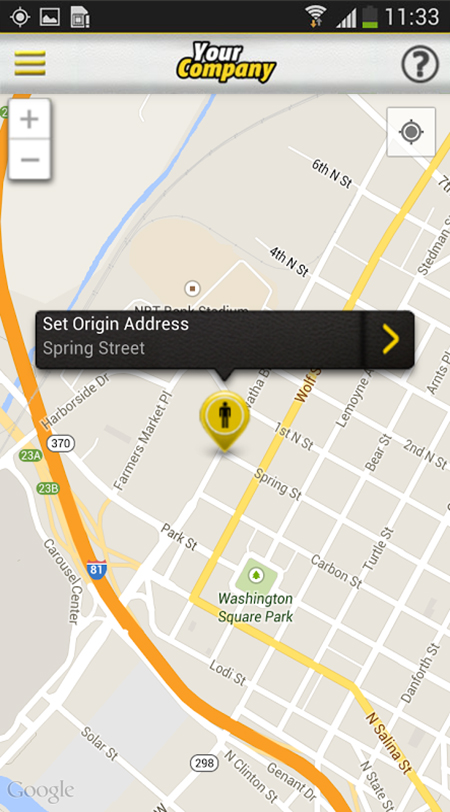 11:33
Your
Company
?
+
−
2
6th N St
7th
Stedman St
4th N St
NBT Bank Stadium
Set Origin Address
Spring Street
Wolf St
Lemoyne A
Arnts Pl
Harborside Dr
Farmers Market Pl
1st N St
2nd N St
370
Bear St
23A
23B
Spring St
Park St
Turtle St
81
Carousel Center
Carbon St
Washington
Square Park
Lodi St
Danforth St
N Salina St
Solar St
298
N Clinton St
Genant Dr
N State St
W
Google